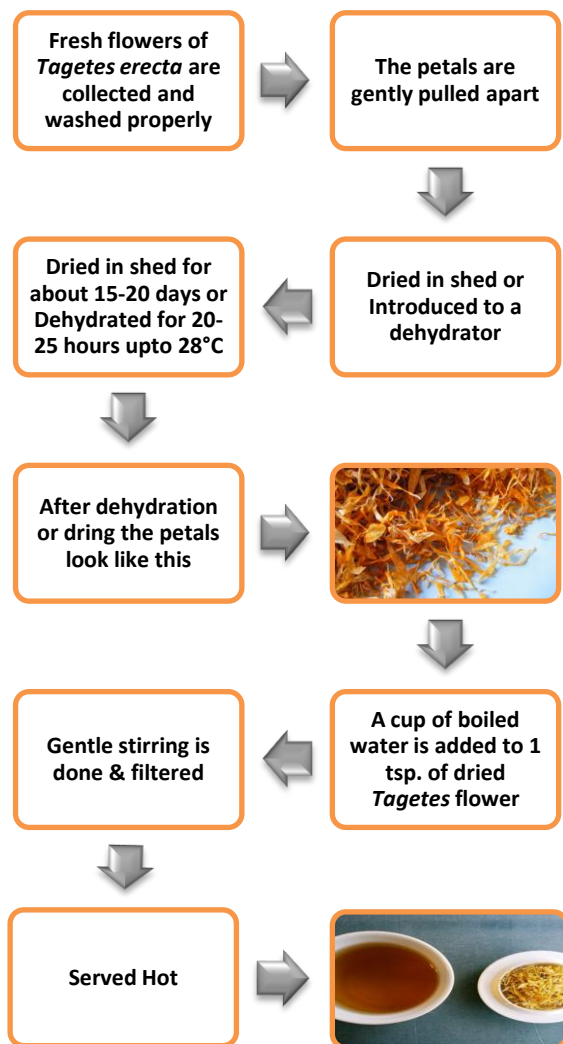 Fresh flowers of
Tagetes erecta are
collected and
washed properly
The petals are
gently pulled apart
Dried in shed or
Introduced to a
dehydrator
Dried in shed for
about 15-20 days or
Dehydrated for 20-
25 hours upto 28°C
After dehydration
or dring the petals
look like this
A cup of boiled
water is added to 1
tsp. of dried
Tagetes flower
Gentle stirring is
done & filtered
Served Hot